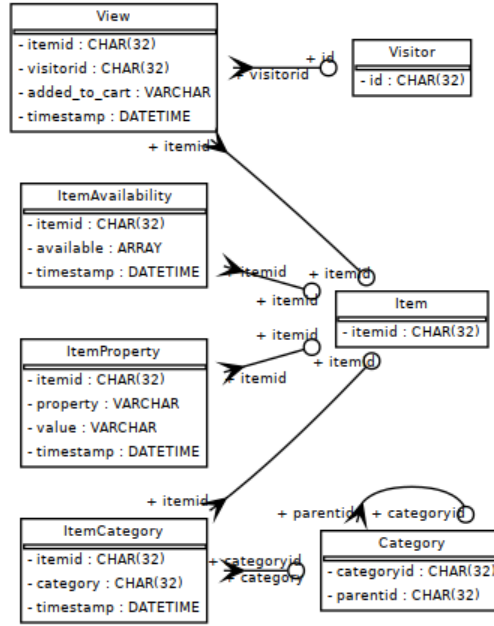 View
- itemid : CHAR(32)
- visitorid : CHAR(32)
- added_to_cart : VARCHAR
- timestamp : DATETIME
+ id
+ visitorid
Visitor
- id : CHAR(32)
+ itemid
ItemAvailability
- itemid : CHAR(32)
- available : ARRAY
- timestamp : DATETIME
+ itemid
+ itemid
+ itemid
Item
- itemid : CHAR(32)
ItemProperty
- itemid : CHAR(32)
- property : VARCHAR
- value : VARCHAR
- timestamp : DATETIME
+ itemid
+ itemid
+ itemid
+ itemid
ItemCategory
- itemid : CHAR(32)
- category : CHAR(32)
- timestamp : DATETIME
+ categoryid
+ category
+ parentid
+ categoryid
Category
- categoryid : CHAR(32)
- parentid : CHAR(32)